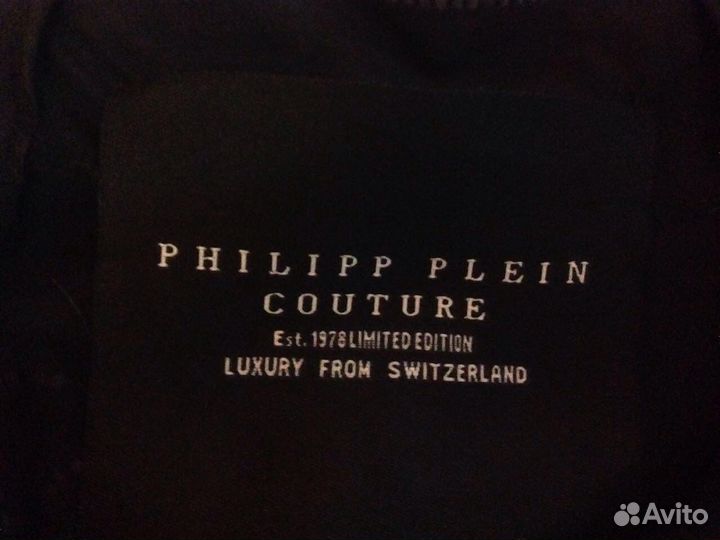 PHILIPP PLEIN
COUTURE
Est. 1978 LIMITED EDITION
LUXURY FROM SWITZERLAND
Avito